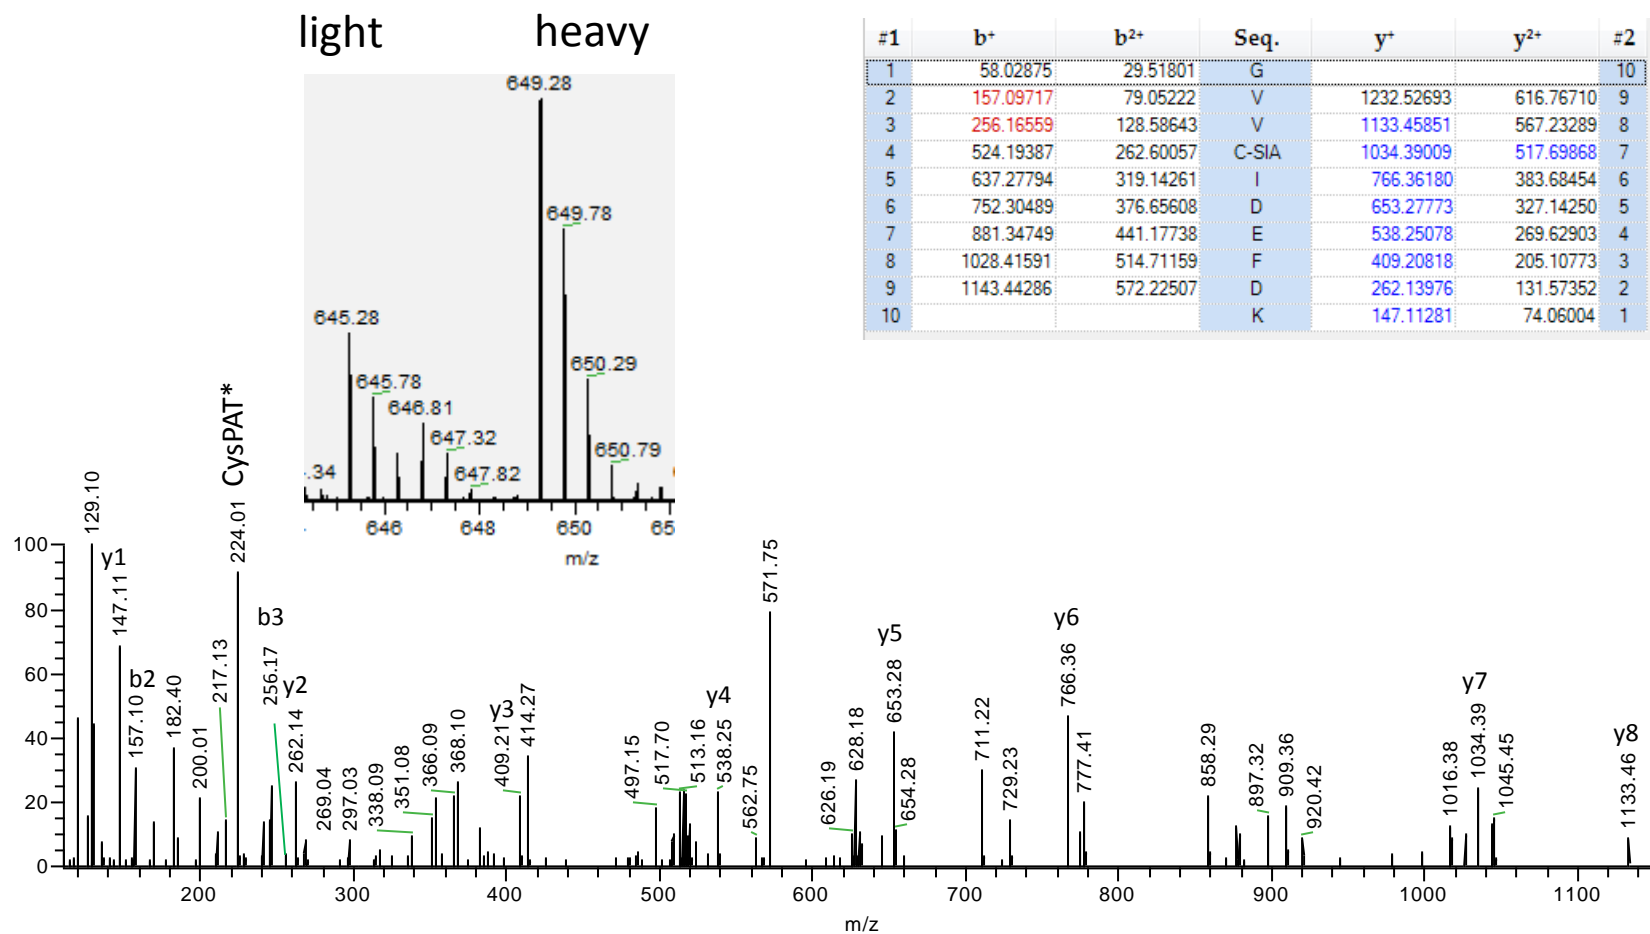 light heavy
649.28
649.78
645.28
650.29
645.78
646.81
647.32
650.79
.34
647.82
646 648 650 65
m/z
#1 b+ b2+ Seq. y+ y2+ #2
1 58.02875 29.51801 G 10
2 157.09717 79.05222 V 1232.52693 616.76710 9
3 256.16559 128.58643 V 1133.45851 567.23289 8
4 524.19387 262.60057 C-SIA 1034.39009 517.69868 7
5 637.27794 319.14261 I 766.36180 383.68454 6
6 752.30489 376.65608 D 653.27773 327.14250 5
7 881.34749 441.17738 E 538.25078 269.62903 4
8 1028.41591 514.71159 F 409.20818 205.10773 3
9 1143.44286 572.22507 D 262.13976 131.57352 2
10 K 147.11281 74.06004 1
100
80
60
40
20
0
129.10
y1
147.11
b2
157.10
182.40
200.01
217.13
CysPAT*
224.01
b3
256.17
y2
262.14
269.04
297.03
338.09
351.08
366.09
368.10
y3
409.21
414.27
497.15
517.70
513.16
y4
538.25
562.75
571.75
626.19
628.18
y5
653.28
654.28
711.22
729.23
y6
766.36
777.41
858.29
897.32
909.36
920.42
1016.38
y7
1034.39
1045.45
y8
1133.46
200 300 400 500 600 700 800 900 1000 1100
m/z